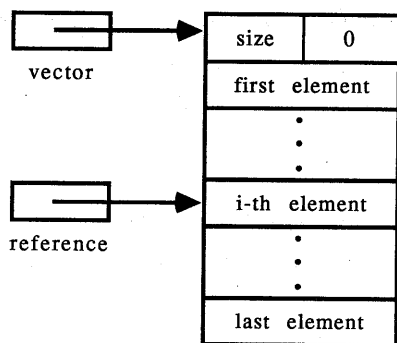 size 0
vector
first element
i-th element
reference
last element